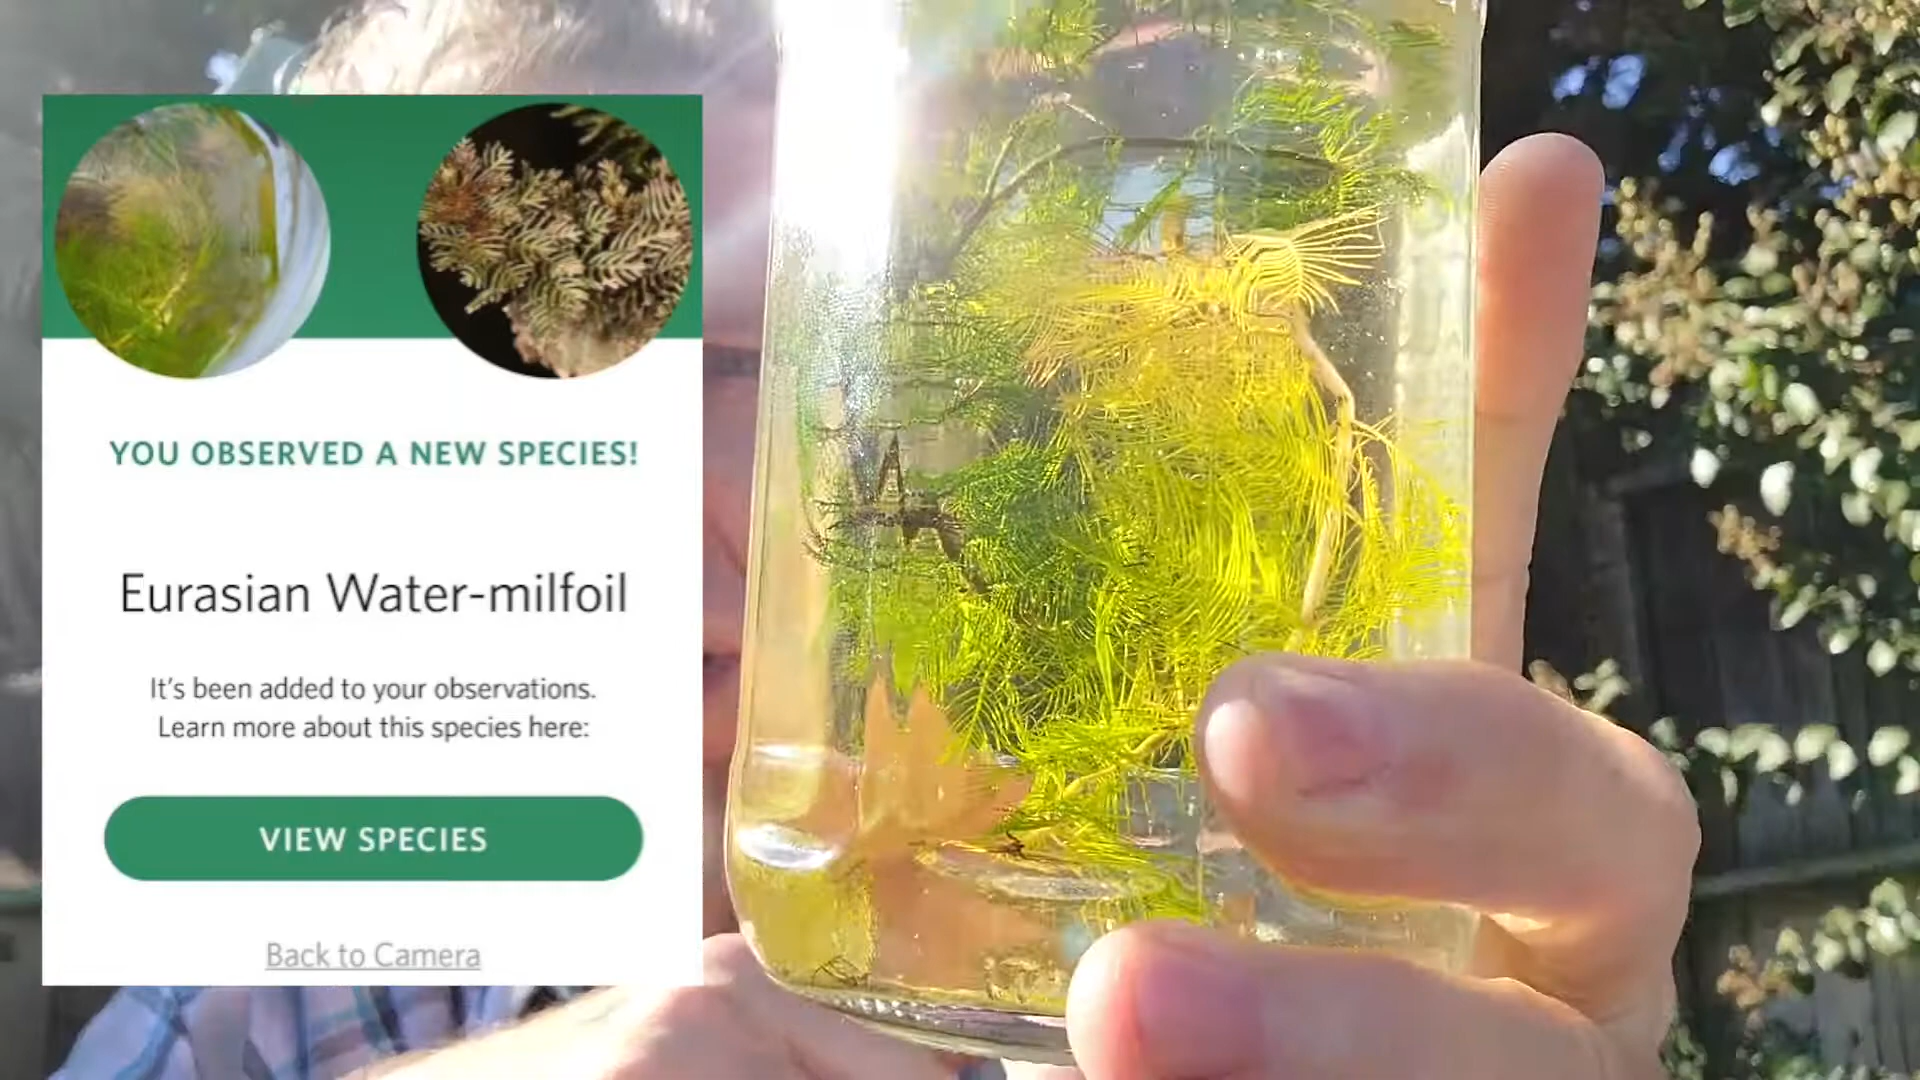 YOU OBSERVED A NEW SPECIES!
Eurasian Water-milfoil
It's been added to your observations.
Learn more about this species here:
VIEW SPECIES
Back to Camera